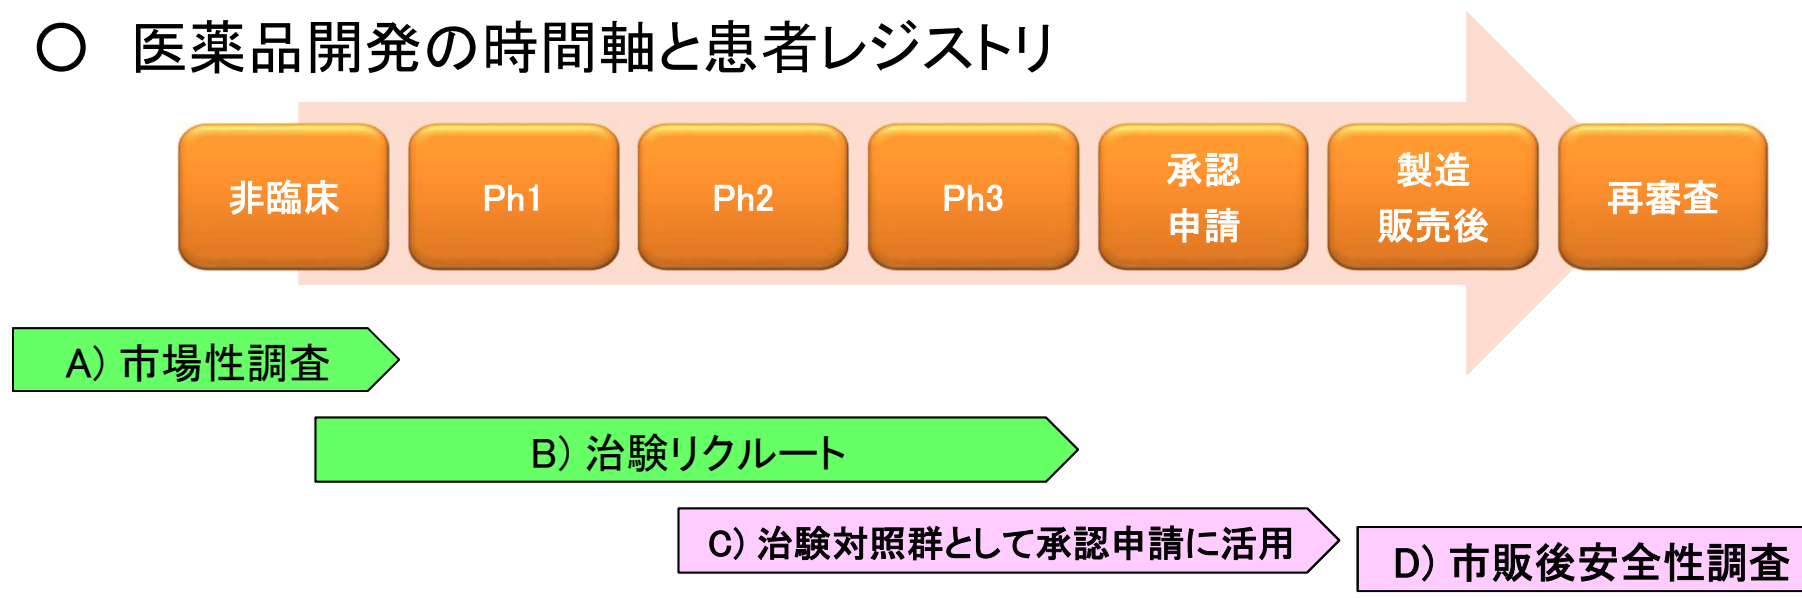 ○ 医薬品開発の時間軸と患者レジストリ
非臨床
Ph1
Ph2
Ph3
承認
申請
製造
販売後
再審査
A) 市場性調査
B) 治験リクルート
C) 治験対照群として承認申請に活用
D) 市販後安全性調査